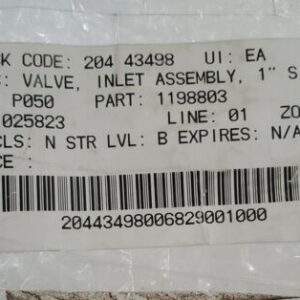 CK CODE: 204 43498 UI: EA
: VALVE, INLET ASSEMBLY, 1" S
P050 PART: 1198803
025823 LINE: 01 ZO
CLS: N STR LVL: B EXPIRES: N/A
CE :
20443498006829001000